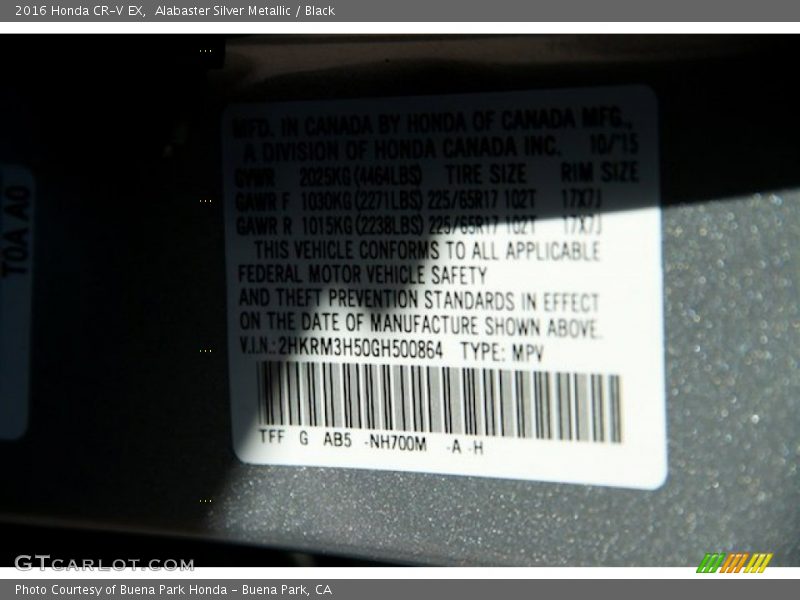 2016 Honda CR-V EX, Alabaster Silver Metallic / Black
MFD. IN CANADA BY HONDA OF CANADA MFG.,
A DIVISION OF HONDA CANADA INC. 10/'15
GVWR 2025KG(4464LBS) TIRE SIZE RIM SIZE
GAWR F 1030KG(2271LBS) 225/65R17 102T 17X7J
GAWR R 1015KG(2238LBS) 225/65R17 102T 17X7J
THIS VEHICLE CONFORMS TO ALL APPLICABLE
FEDERAL MOTOR VEHICLE SAFETY
AND THEFT PREVENTION STANDARDS IN EFFECT
ON THE DATE OF MANUFACTURE SHOWN ABOVE.
V.I.N.:2HKRM3H50GH500864 TYPE: MPV
TFF G AB5 -NH700M -A -H
T0A A0
GTCARLOT.COM
Photo Courtesy of Buena Park Honda - Buena Park, CA